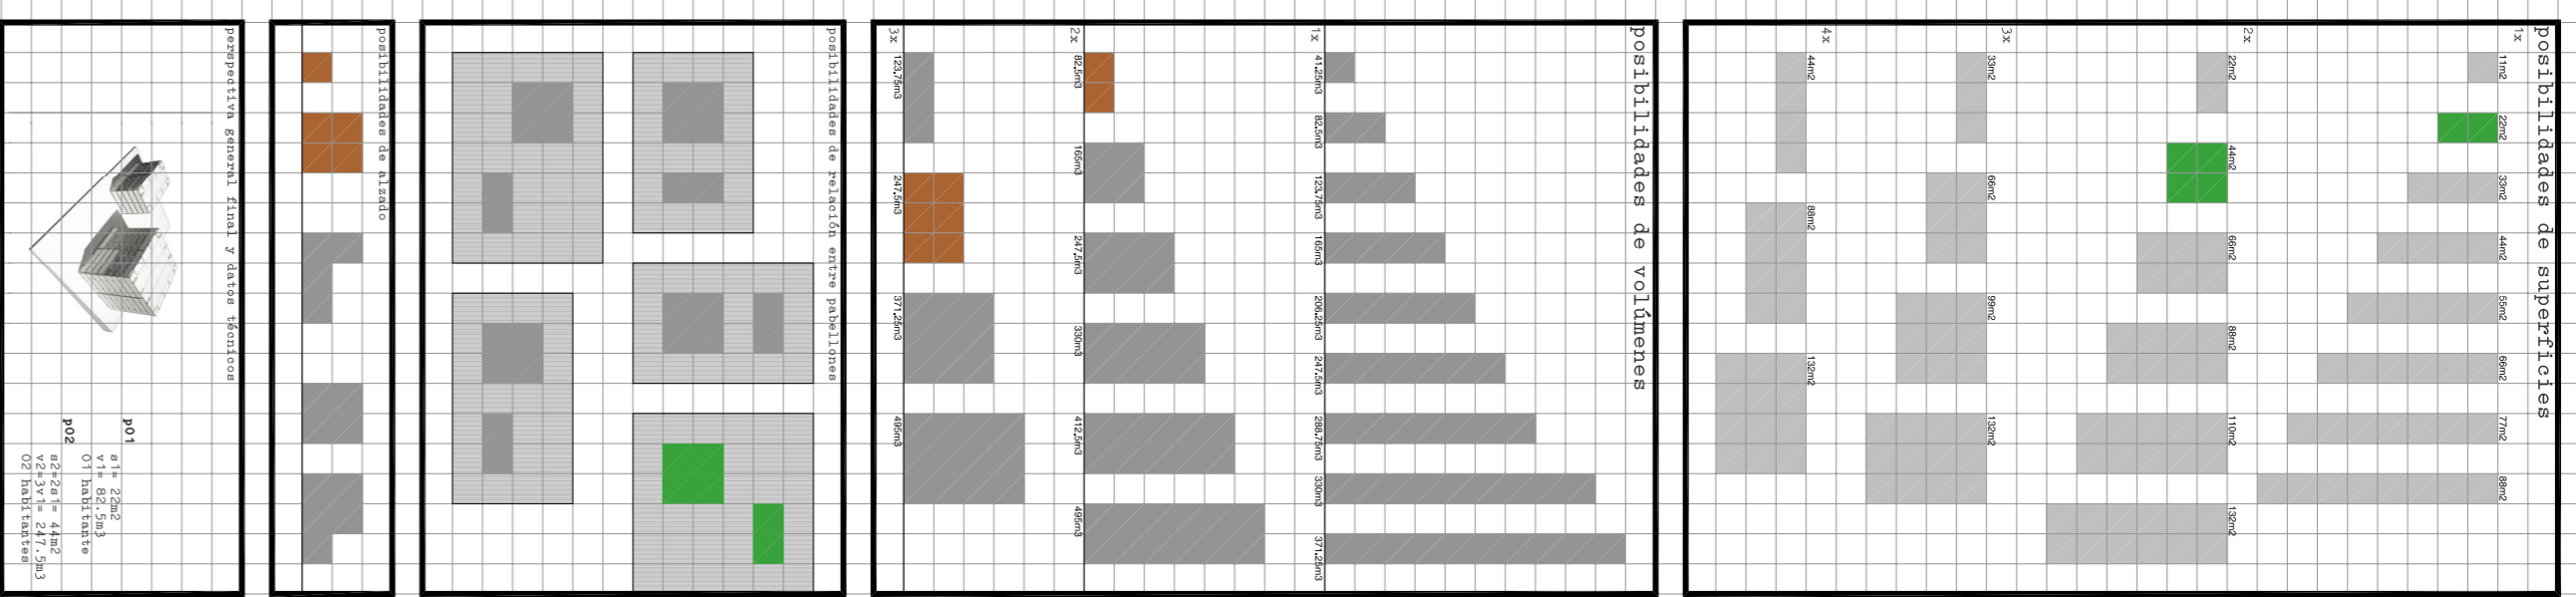 posibilidades de superficies
1x
11m2
22m2
33m2
44m2
55m2
66m2
77m2
88m2
2x
22m2
44m2
66m2
88m2
110m2
132m2
3x
33m2
66m2
99m2
132m2
4x
44m2
88m2
132m2
posibilidades de volúmenes
1x
41.25m3
82.5m3
123.75m3
165m3
206.25m3
247.5m3
288.75m3
330m3
371.25m3
2x
82.5m3
165m3
247.5m3
330m3
412.5m3
495m3
3x
123.75m3
247.5m3
371.25m3
495m3
posibilidades de relación entre pabellones
posibilidades de alzado
perspectiva general final y datos técnicos
p01
s1= 22m2
v1= 82.5m3
01 habitante
p02
s2=2s1= 44m2
v2=3v1= 247.5m3
02 habitantes